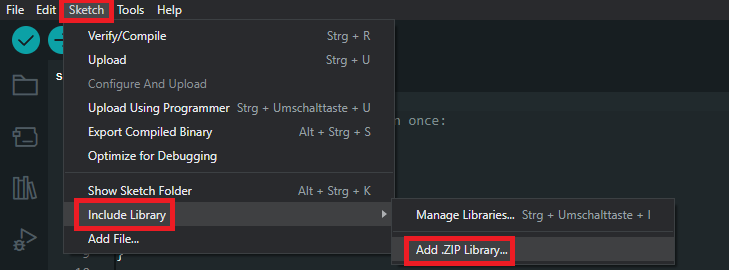 File Edit Sketch Tools Help
Verify/Compile Strg + R
Upload Strg + U
Configure And Upload
Upload Using Programmer Strg + Umschalttaste + U
n once:
Export Compiled Binary Alt + Strg + S
Optimize for Debugging
Show Sketch Folder Alt + Strg + K
Include Library
Manage Libraries... Strg + Umschalttaste + I
Add File...
Add .ZIP Library...
9 }